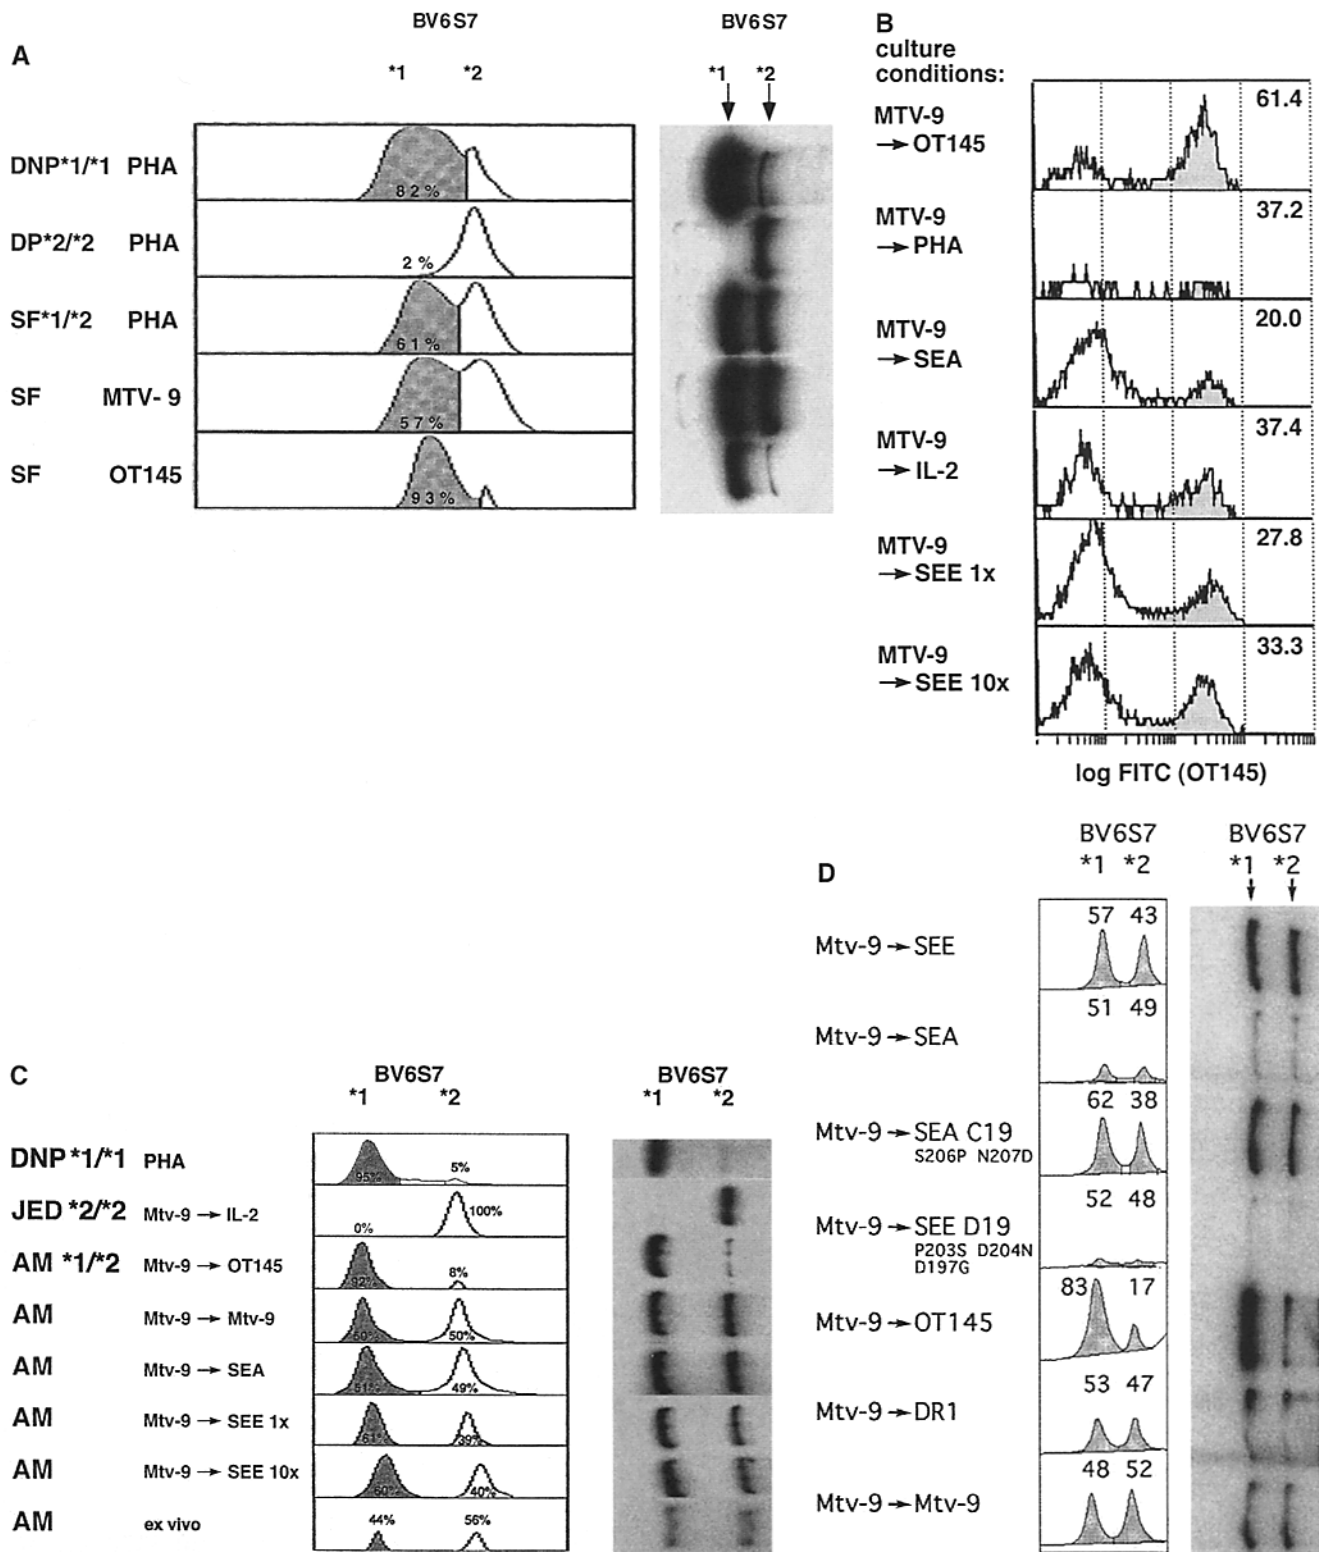 A
BV6S7
*1 *2
BV6S7
*1 *2
DNP*1/*1 PHA
82%
DP*2/*2 PHA
2%
SF*1/*2 PHA
61%
SF MTV-9
57%
SF OT145
93%
B
culture
conditions:
MTV-9
→ OT145
61.4
MTV-9
→ PHA
37.2
MTV-9
→ SEA
20.0
MTV-9
→ IL-2
37.4
MTV-9
→ SEE 1x
27.8
MTV-9
→ SEE 10x
33.3
log FITC (OT145)
C
BV6S7
*1 *2
BV6S7
*1 *2
DNP *1/*1 PHA
95% 5%
JED *2/*2 Mtv-9 → IL-2
0% 100%
AM *1/*2 Mtv-9 → OT145
92% 8%
AM Mtv-9 → Mtv-9
50% 50%
AM Mtv-9 → SEA
51% 49%
AM Mtv-9 → SEE 1x
61% 39%
AM Mtv-9 → SEE 10x
60% 40%
AM ex vivo
44% 56%
D
BV6S7
*1 *2
BV6S7
*1 *2
Mtv-9 → SEE
57 43
Mtv-9 → SEA
51 49
Mtv-9 → SEA C19
S206P N207D
62 38
Mtv-9 → SEE D19
P203S D204N
D197G
52 48
Mtv-9 → OT145
83 17
Mtv-9 → DR1
53 47
Mtv-9 → Mtv-9
48 52